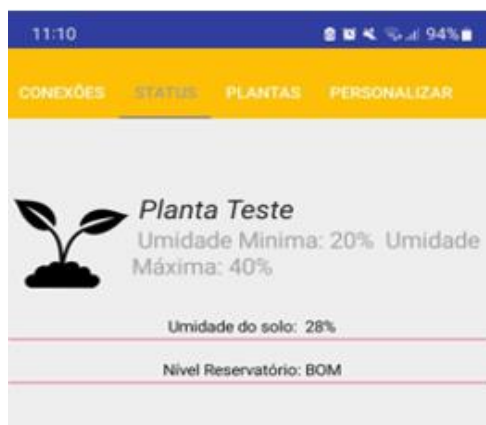 11:10 94%
CONEXÕES STATUS PLANTAS PERSONALIZAR
Planta Teste
Umidade Minima: 20% Umidade
Máxima: 40%
Umidade do solo: 28%
Nível Reservatório: BOM